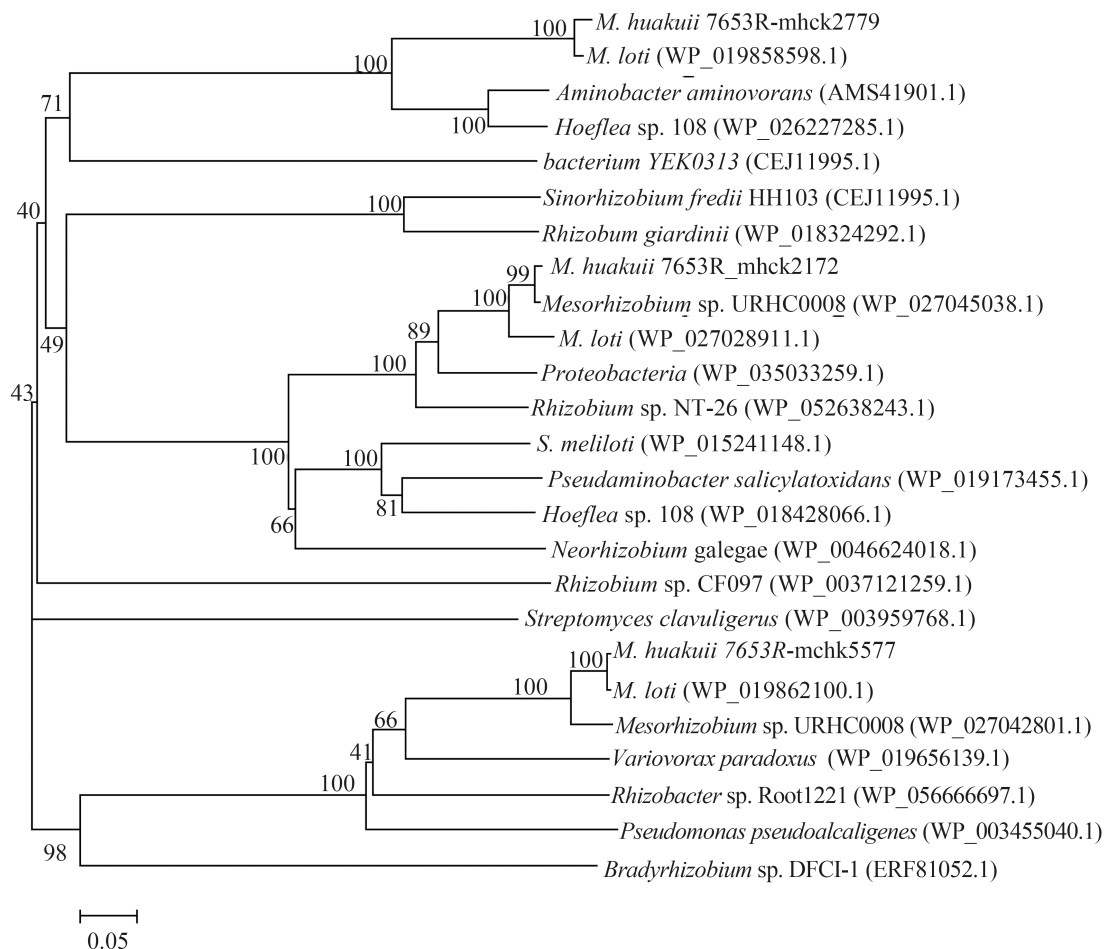 100
M. huakuii 7653R-mhck2779
M. loti (WP_019858598.1)
100
Aminobacter aminovorans (AMS41901.1)
71
100
Hoeflea sp. 108 (WP_026227285.1)
bacterium YEK0313 (CEJ11995.1)
40
100
Sinorhizobium fredii HH103 (CEJ11995.1)
Rhizobum giardinii (WP_018324292.1)
99
M. huakuii 7653R_mhck2172
100
Mesorhizobium sp. URHC0008 (WP_027045038.1)
49
89
M. loti (WP_027028911.1)
100
Proteobacteria (WP_035033259.1)
43
Rhizobium sp. NT-26 (WP_052638243.1)
S. meliloti (WP_015241148.1)
100
100
Pseudaminobacter salicylatoxidans (WP_019173455.1)
81
Hoeflea sp. 108 (WP_018428066.1)
66
Neorhizobium galegae (WP_0046624018.1)
Rhizobium sp. CF097 (WP_0037121259.1)
Streptomyces clavuligerus (WP_003959768.1)
100
M. huakuii 7653R-mchk5577
100
M. loti (WP_019862100.1)
66
Mesorhizobium sp. URHC0008 (WP_027042801.1)
41
Variovorax paradoxus (WP_019656139.1)
100
Rhizobacter sp. Root1221 (WP_056666697.1)
Pseudomonas pseudoalcaligenes (WP_003455040.1)
98
Bradyrhizobium sp. DFCI-1 (ERF81052.1)
0.05